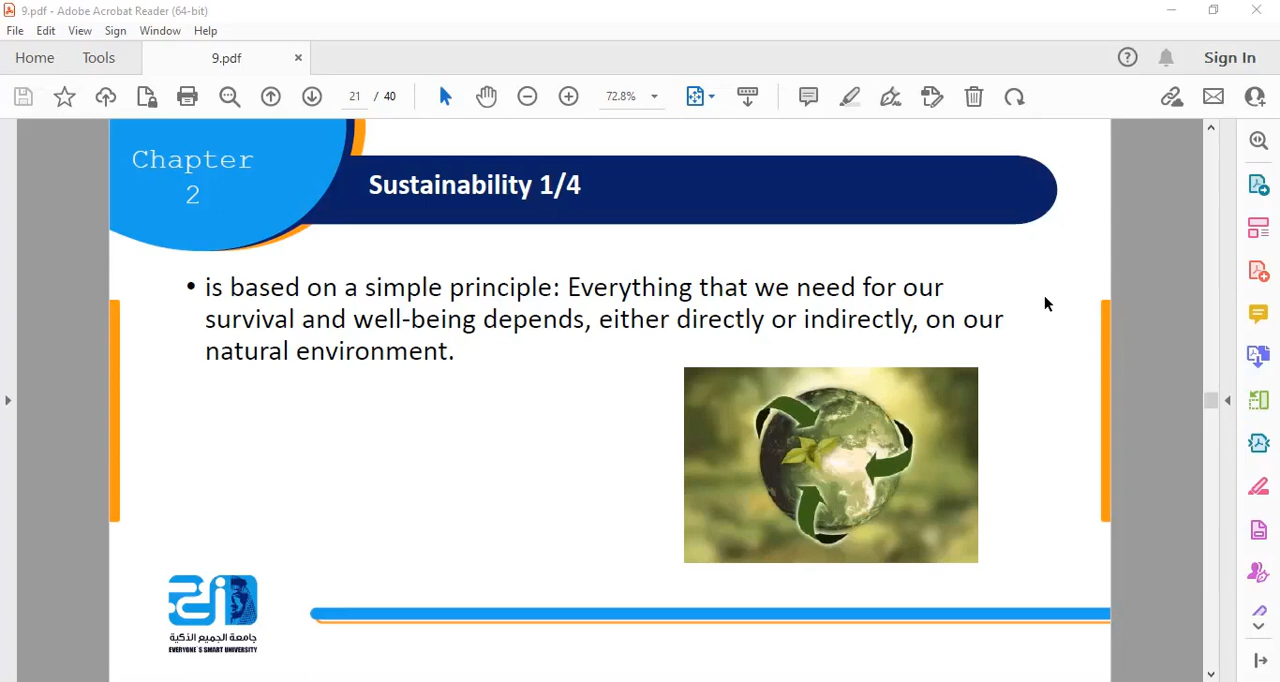 9.pdf - Adobe Acrobat Reader (64-bit)
File Edit View Sign Window Help
Home Tools 9.pdf × Sign In
21 / 40 72.8%
Chapter
2
Sustainability 1/4
• is based on a simple principle: Everything that we need for our
survival and well-being depends, either directly or indirectly, on our
natural environment.
جامعة الجميع الذكية
EVERYONE'S SMART UNIVERSITY